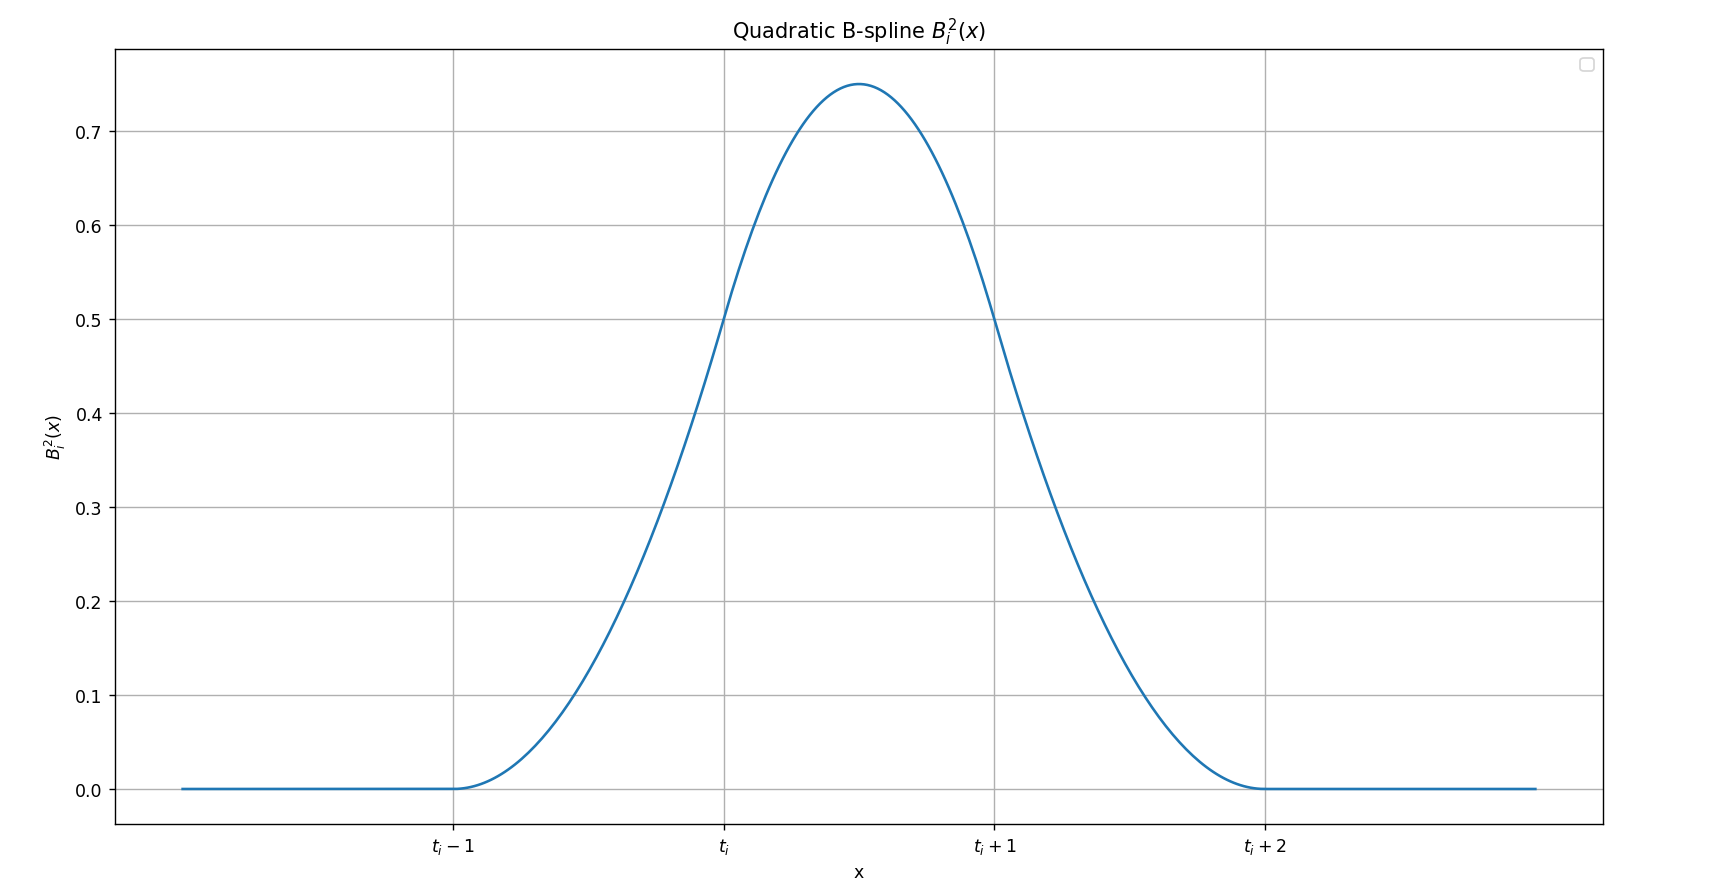 Quadratic B-spline $B_i^2(x)$
0.7
0.6
0.5
0.4
0.3
0.2
0.1
0.0
$B_i^2(x)$
$t_i - 1$
$t_i$
$t_i + 1$
$t_i + 2$
x